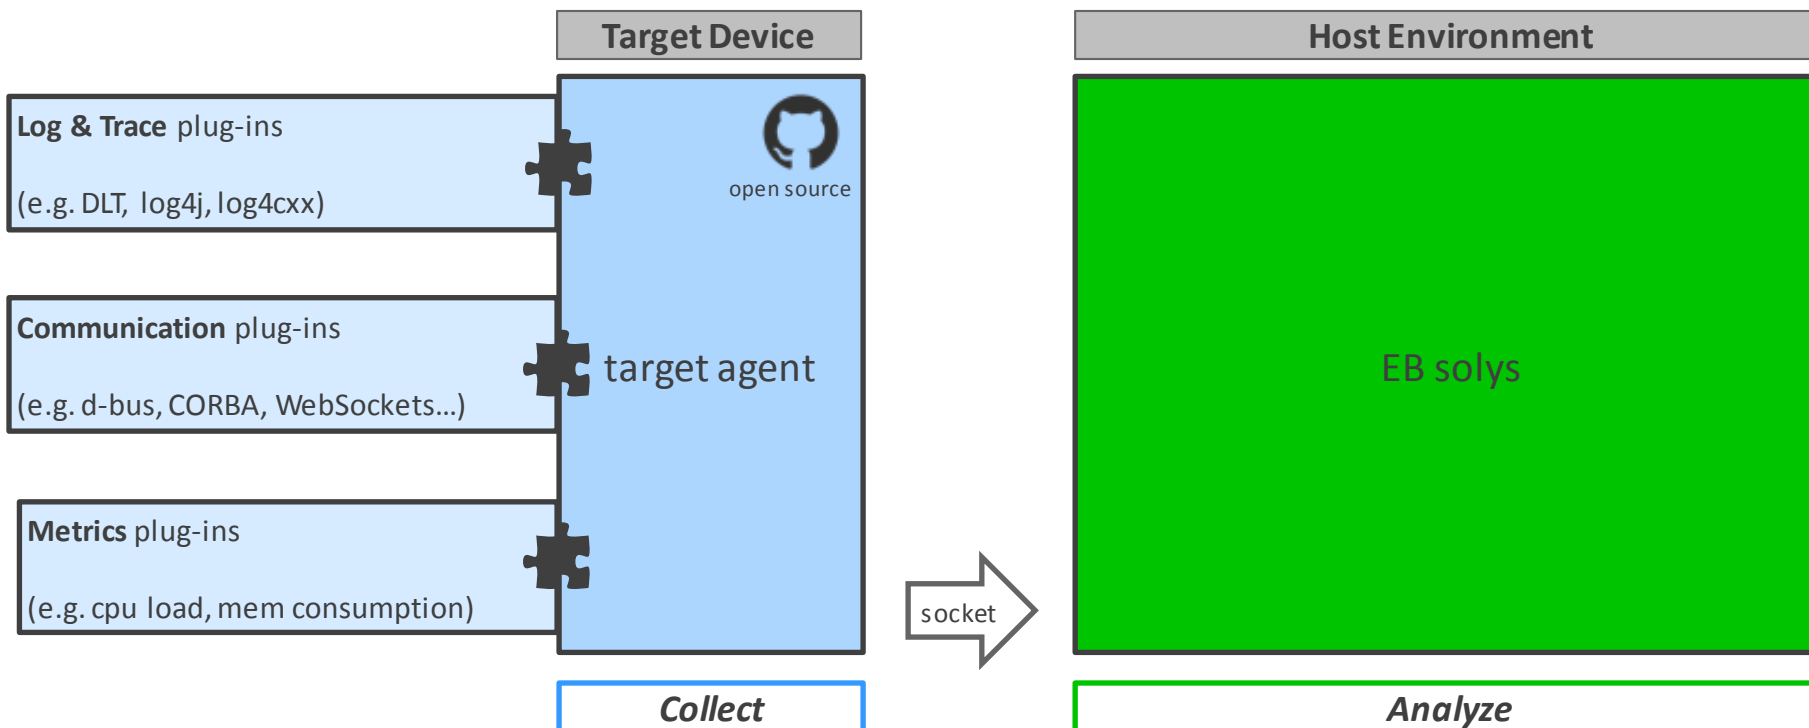 Target Device
Host Environment
Log & Trace plug-ins
(e.g. DLT, log4j, log4cxx)
open source
Communication plug-ins
(e.g. d-bus, CORBA, WebSockets...)
target agent
EB solys
Metrics plug-ins
(e.g. cpu load, mem consumption)
socket
Collect
Analyze